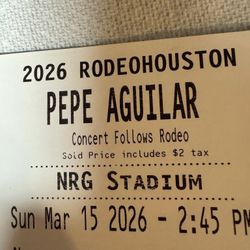 2026 RODEOHOUSTON
PEPE AGUILAR
Concert Follows Rodeo
Sold Price includes $2 tax
NRG STADIUM
Sun Mar 15 2026 - 2:45 PM